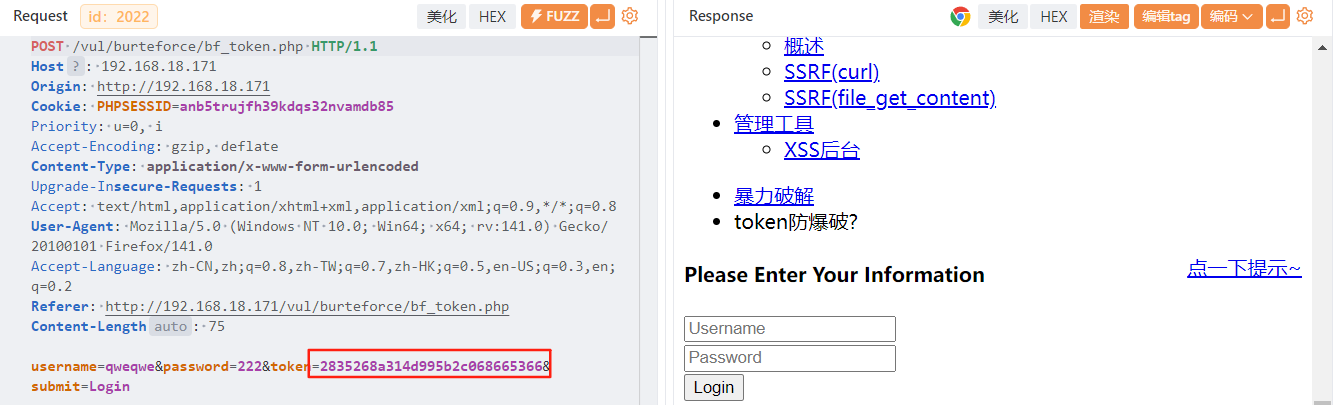 Request id: 2022 美化 HEX FUZZ
POST /vul/burteforce/bf_token.php HTTP/1.1
Host ? : 192.168.18.171
Origin: http://192.168.18.171
Cookie: PHPSESSID=anb5trujfh39kdqs32nvamdb85
Priority: u=0, i
Accept-Encoding: gzip, deflate
Content-Type: application/x-www-form-urlencoded
Upgrade-Insecure-Requests: 1
Accept: text/html,application/xhtml+xml,application/xml;q=0.9,*/*;q=0.8
User-Agent: Mozilla/5.0 (Windows NT 10.0; Win64; x64; rv:141.0) Gecko/
20100101 Firefox/141.0
Accept-Language: zh-CN,zh;q=0.8,zh-TW;q=0.7,zh-HK;q=0.5,en-US;q=0.3,en;
q=0.2
Referer: http://192.168.18.171/vul/burteforce/bf_token.php
Content-Length auto : 75
username=qweqwe&password=222&token=2835268a314d995b2c068665366&
submit=Login
Response 美化 HEX 渲染 编辑tag 编码
概述
SSRF(curl)
SSRF(file_get_content)
管理工具
XSS后台
暴力破解
token防爆破?
Please Enter Your Information 点一下提示~
Username
Password
Login